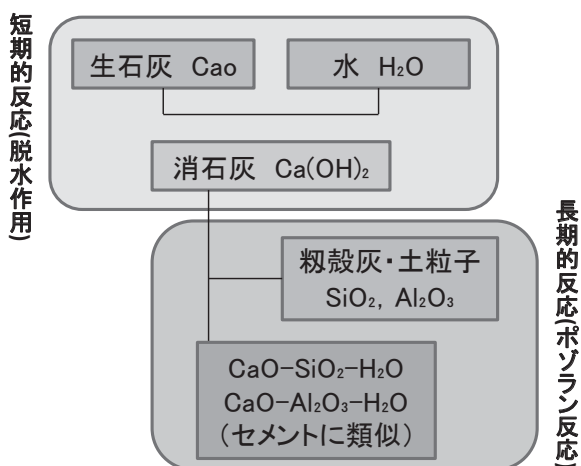 短期的反応(脱水作用)
生石灰 Cao
水 H₂O
消石灰 Ca(OH)₂
長期的反応(ポゾラン反応)
籾殻灰・土粒子
SiO₂, Al₂O₃
CaO-SiO₂-H₂O
CaO-Al₂O₃-H₂O
(セメントに類似)